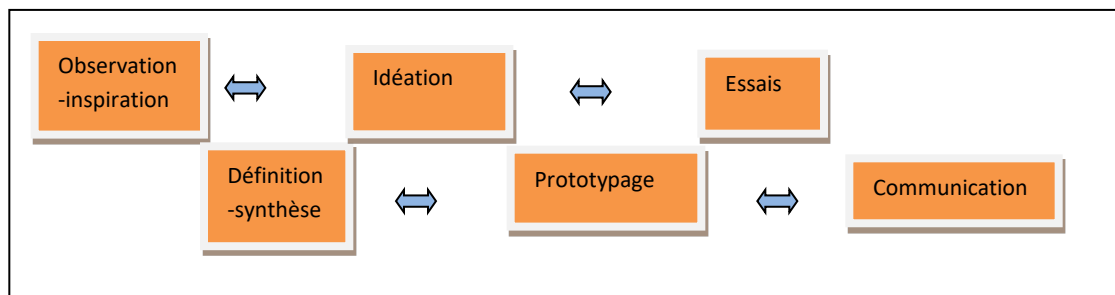 Observation
-inspiration
Idéation
Essais
Définition
-synthèse
Prototypage
Communication